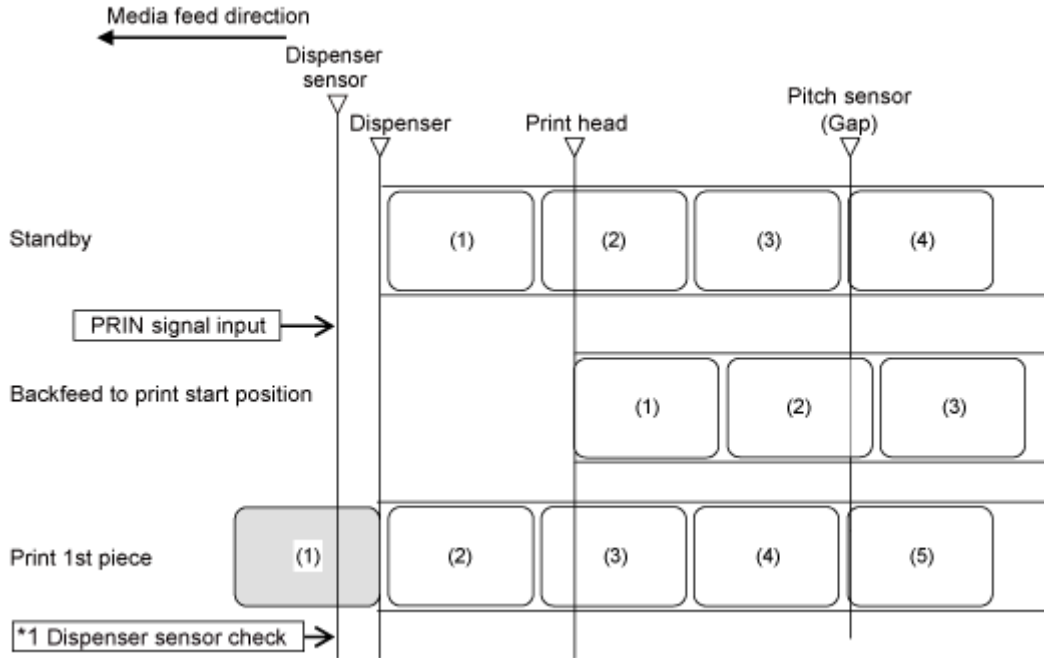 Media feed direction
Dispenser
sensor
Dispenser
Print head
Pitch sensor
(Gap)
Standby
(1)
(2)
(3)
(4)
PRIN signal input
Backfeed to print start position
(1)
(2)
(3)
Print 1st piece
(1)
(2)
(3)
(4)
(5)
*1 Dispenser sensor check